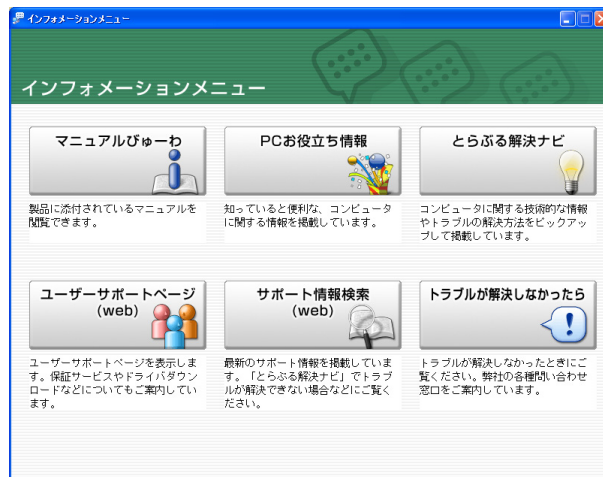 インフォメーションメニュー
インフォメーションメニュー
マニュアルびゅーわ
製品に添付されているマニュアルを
閲覧できます。
PCお役立ち情報
知っていると便利な、コンピュータ
に関する情報を掲載しています。
とらぶる解決ナビ
コンピュータに関する技術的な情報
やトラブルの解決方法をピックアッ
プして掲載しています。
ユーザーサポートページ
(web)
ユーザーサポートページを表示しま
す。保証サービスやドライバダウン
ロードなどについてもご案内してい
ます。
サポート情報検索
(web)
最新のサポート情報を掲載していま
す。「とらぶる解決ナビ」でトラブ
ルが解決できない場合などにご覧く
ださい。
トラブルが解決しなかったら
トラブルが解決しなかったときにご
覧ください。弊社の各種問い合わせ
窓口をご案内しています。